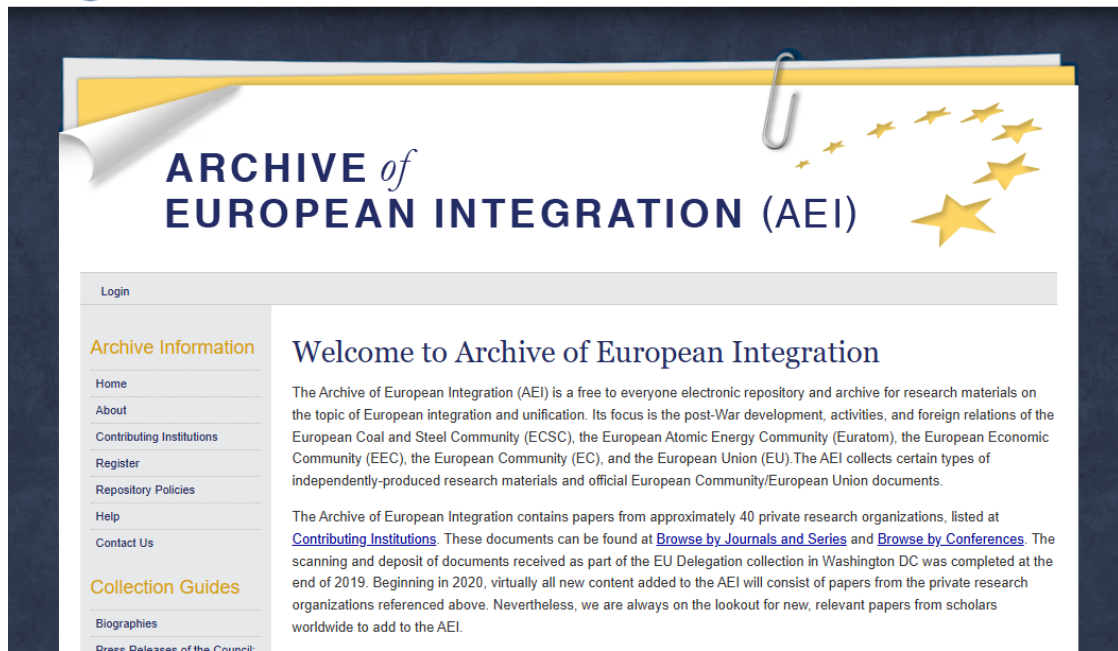 ARCHIVE of
EUROPEAN INTEGRATION (AEI)
Login
Archive Information
Home
About
Contributing Institutions
Register
Repository Policies
Help
Contact Us
Collection Guides
Biographies
Press Releases of the Council:
Welcome to Archive of European Integration
The Archive of European Integration (AEI) is a free to everyone electronic repository and archive for research materials on
the topic of European integration and unification. Its focus is the post-War development, activities, and foreign relations of the
European Coal and Steel Community (ECSC), the European Atomic Energy Community (Euratom), the European Economic
Community (EEC), the European Community (EC), and the European Union (EU).The AEI collects certain types of
independently-produced research materials and official European Community/European Union documents.
The Archive of European Integration contains papers from approximately 40 private research organizations, listed at
Contributing Institutions. These documents can be found at Browse by Journals and Series and Browse by Conferences. The
scanning and deposit of documents received as part of the EU Delegation collection in Washington DC was completed at the
end of 2019. Beginning in 2020, virtually all new content added to the AEI will consist of papers from the private research
organizations referenced above. Nevertheless, we are always on the lookout for new, relevant papers from scholars
worldwide to add to the AEI.